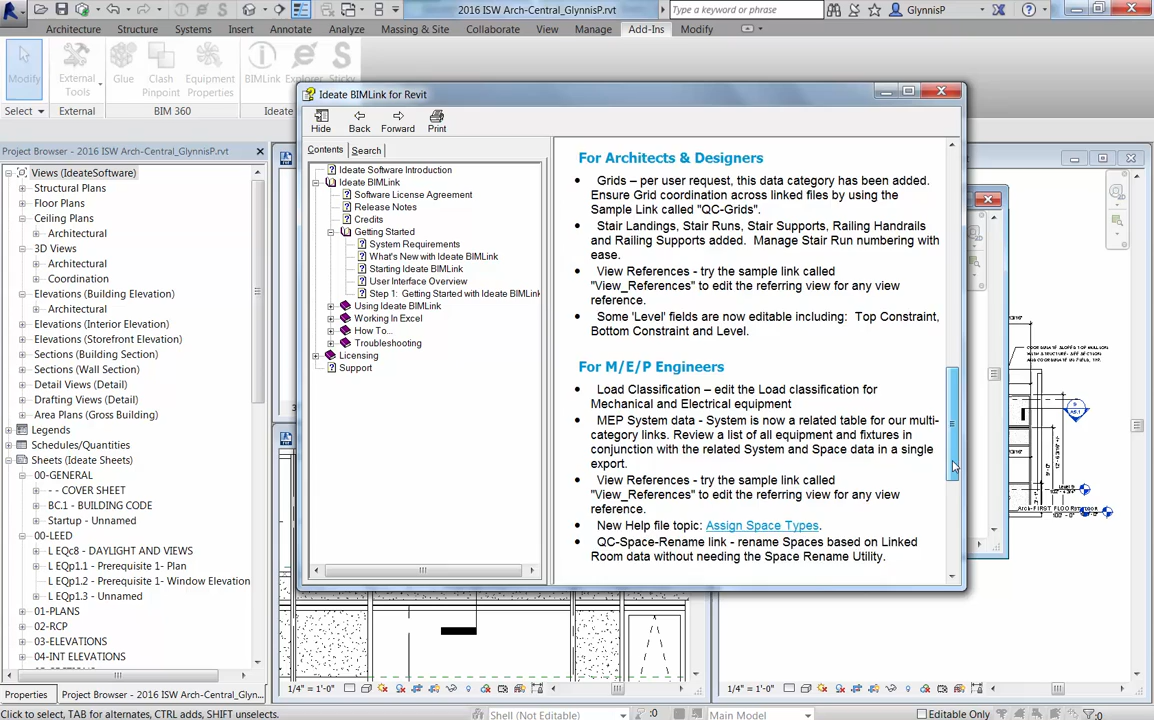 2016 ISW Arch-Central_GlynnisP.rvt
Type a keyword or phrase
GlynnisP
Architecture Structure Systems Insert Annotate Analyze Massing & Site Collaborate View Manage Add-Ins Modify
Modify
External Tools
Glue
Clash Pinpoint
Equipment Properties
BIMLink
Explorer
Sticky
Select
External
BIM 360
Ideate
Project Browser - 2016 ISW Arch-Central_GlynnisP.rvt
Views (IdeateSoftware)
Structural Plans
Floor Plans
Ceiling Plans
Architectural
3D Views
Architectural
Coordination
Elevations (Building Elevation)
Architectural
Elevations (Interior Elevation)
Elevations (Storefront Elevation)
Sections (Building Section)
Sections (Wall Section)
Detail Views (Detail)
Drafting Views (Detail)
Area Plans (Gross Building)
Legends
Schedules/Quantities
Sheets (Ideate Sheets)
00-GENERAL
- - COVER SHEET
BC.1 - BUILDING CODE
Startup - Unnamed
00-LEED
L EQc8 - DAYLIGHT AND VIEWS
L EQp1.1 - Prerequisite 1- Plan
L EQp1.2 - Prerequisite 1- Window Elevation
L EQp1.3 - Unnamed
01-PLANS
02-RCP
03-ELEVATIONS
04-INT ELEVATIONS
Properties
Project Browser - 2016 ISW Arch-Central_Glyn...
Ideate BIMLink for Revit
Hide
Back
Forward
Print
Contents
Search
Ideate Software Introduction
Ideate BIMLink
Software License Agreement
Release Notes
Credits
Getting Started
System Requirements
What's New with Ideate BIMLink
Starting Ideate BIMLink
User Interface Overview
Step 1: Getting Started with Ideate BIMLink
Using Ideate BIMLink
Working In Excel
How To...
Troubleshooting
Licensing
Support
For Architects & Designers
• Grids – per user request, this data category has been added.
Ensure Grid coordination across linked files by using the
Sample Link called "QC-Grids".
• Stair Landings, Stair Runs, Stair Supports, Railing Handrails
and Railing Supports added. Manage Stair Run numbering with
ease.
• View References - try the sample link called
"View_References" to edit the referring view for any view
reference.
• Some 'Level' fields are now editable including: Top Constraint,
Bottom Constraint and Level.
For M/E/P Engineers
• Load Classification – edit the Load classification for
Mechanical and Electrical equipment
• MEP System data - System is now a related table for our multi-
category links. Review a list of all equipment and fixtures in
conjunction with the related System and Space data in a single
export.
• View References - try the sample link called
"View_References" to edit the referring view for any view
reference.
• New Help file topic: Assign Space Types.
• QC-Space-Rename link - rename Spaces based on Linked
Room data without needing the Space Rename Utility.
1/4" = 1'-0"
1/4" = 1'-0"
Click to select, TAB for alternates, CTRL adds, SHIFT unselects.
Shell (Not Editable)
:0
Main Model
Editable Only
:0